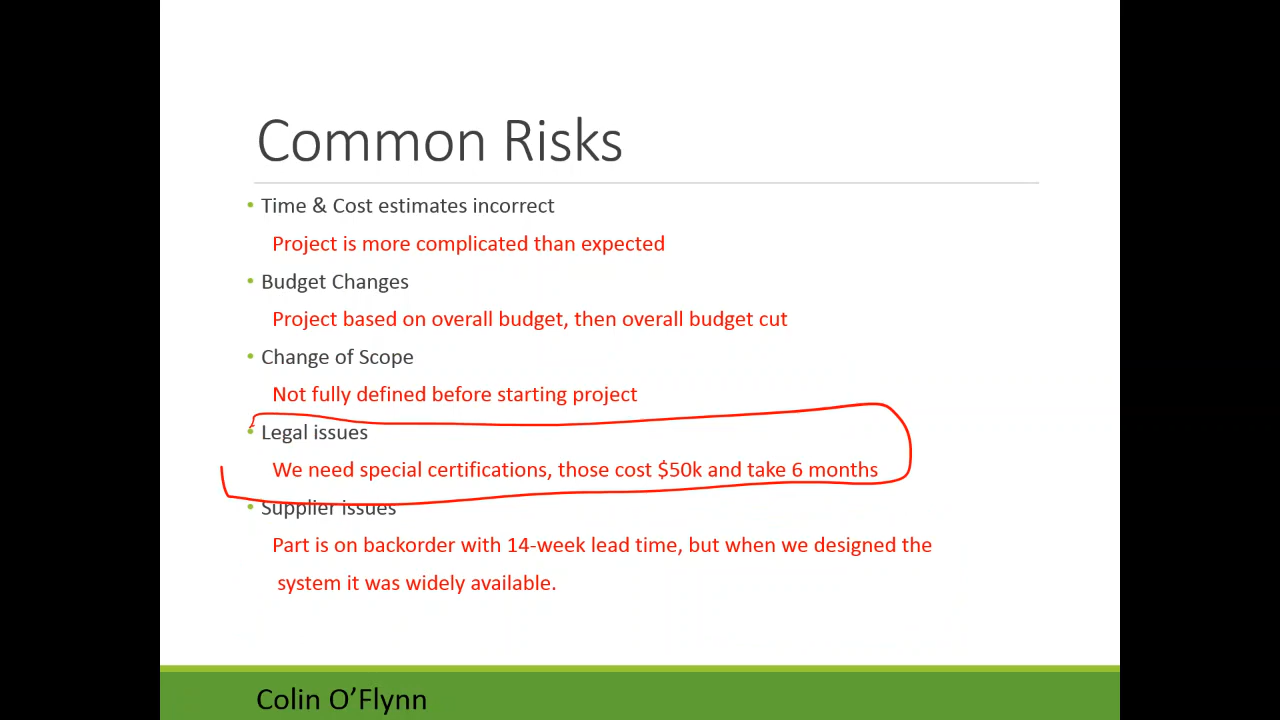 Common Risks
• Time & Cost estimates incorrect
Project is more complicated than expected
• Budget Changes
Project based on overall budget, then overall budget cut
• Change of Scope
Not fully defined before starting project
• Legal issues
We need special certifications, those cost $50k and take 6 months
• Supplier issues
Part is on backorder with 14-week lead time, but when we designed the
system it was widely available.
Colin O’Flynn